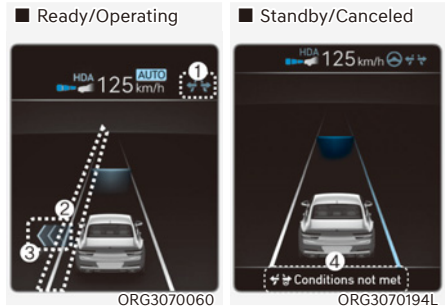 ■ Ready/Operating
HDA 125 km/h AUTO
1
2
3
ORG3070060
■ Standby/Canceled
HDA 125 km/h
4
Conditions not met
ORG3070194L